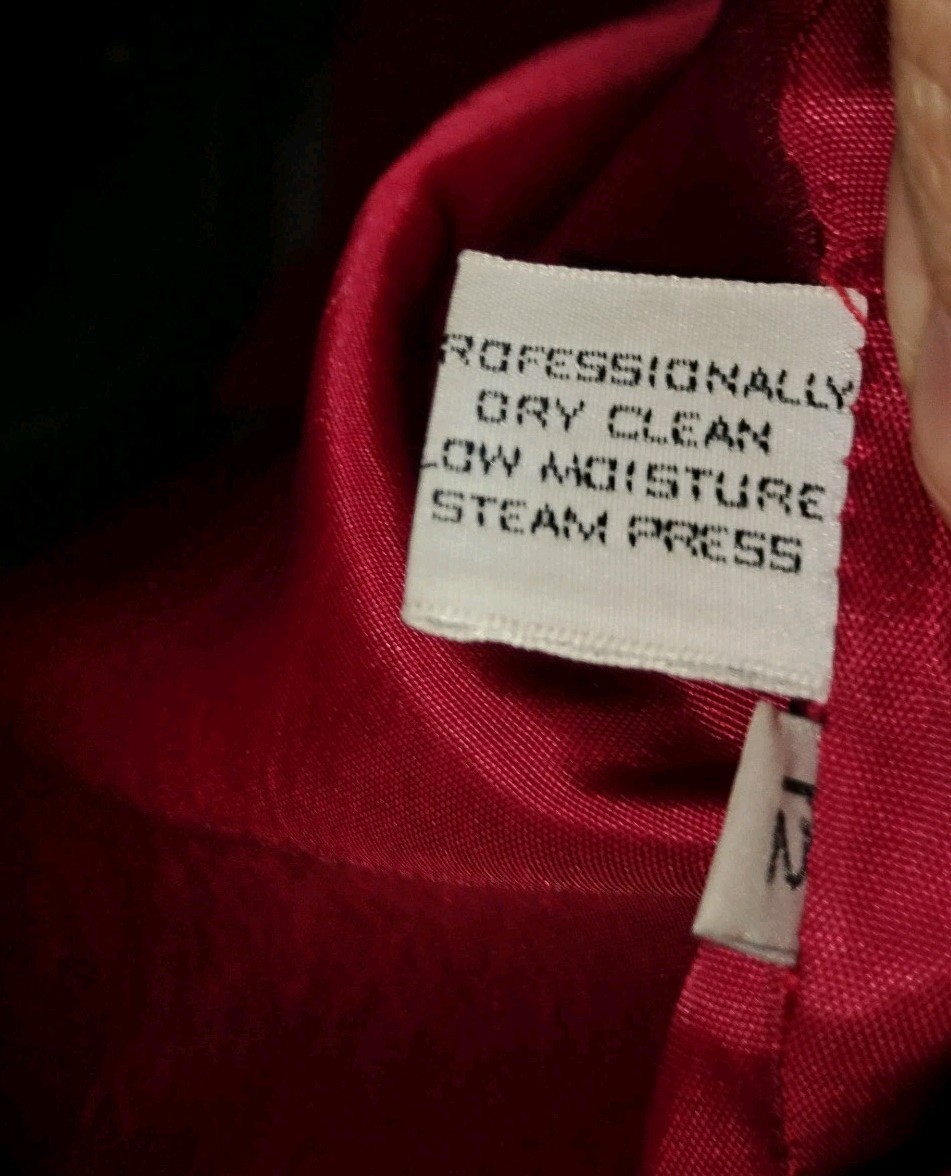 ROFESSIONALLY
DRY CLEAN
LOW MOISTURE
STEAM PRESS